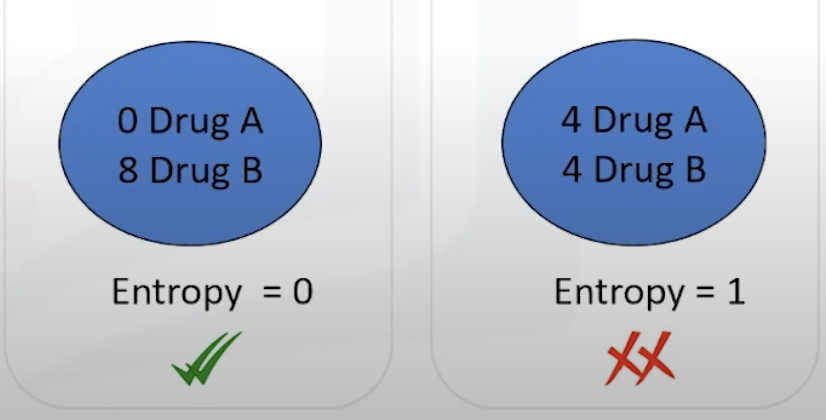 0 Drug A
8 Drug B
Entropy = 0
4 Drug A
4 Drug B
Entropy = 1